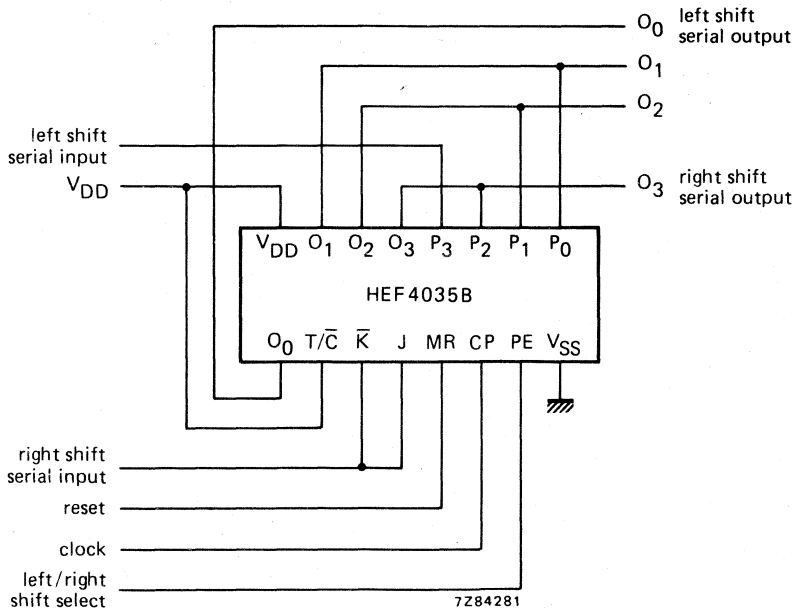 O0 left shift
serial output
O1
O2
left shift
serial input
VDD
O3 right shift
serial output
VDD O1 O2 O3 P3 P2 P1 P0
HEF4035B
O0 T/C̅ K̅ J MR CP PE VSS
right shift
serial input
reset
clock
left/right
shift select
7Z84281